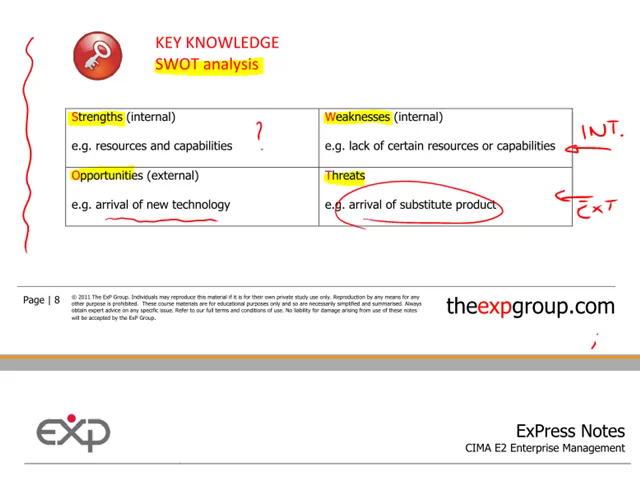 KEY KNOWLEDGE
SWOT analysis
Strengths (internal)
e.g. resources and capabilities
?
Weaknesses (internal)
e.g. lack of certain resources or capabilities
INT.
Opportunities (external)
e.g. arrival of new technology
Threats
e.g. arrival of substitute product
EXT
Page | 8
© 2011 The ExP Group. Individuals may reproduce this material if it is for their own private study use only. Reproduction by any means for any
other purpose is prohibited. These course materials are for educational purposes only and so are necessarily simplified and summarised. Always
obtain expert advice on any specific issue. Refer to our full terms and conditions of use. No liability for damage arising from use of these notes
will be accepted by the ExP Group.
theexpgroup.com
exp
ExPress Notes
CIMA E2 Enterprise Management